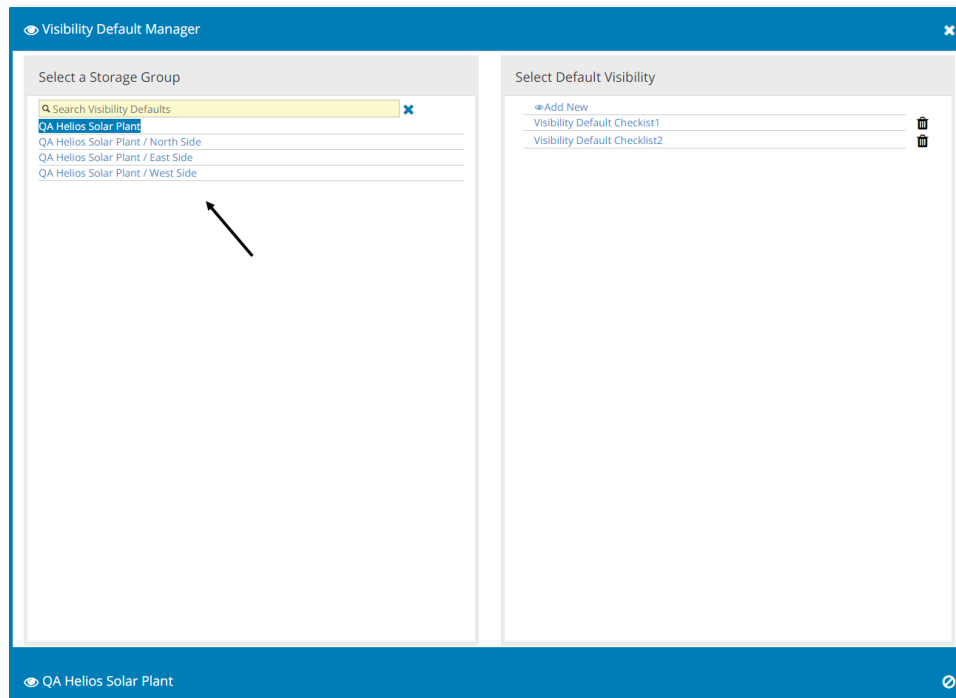 Visibility Default Manager
Select a Storage Group
Search Visibility Defaults
QA Helios Solar Plant
QA Helios Solar Plant / North Side
QA Helios Solar Plant / East Side
QA Helios Solar Plant / West Side
Select Default Visibility
Add New
Visibility Default Checkist1
Visibility Default Checklist2
QA Helios Solar Plant